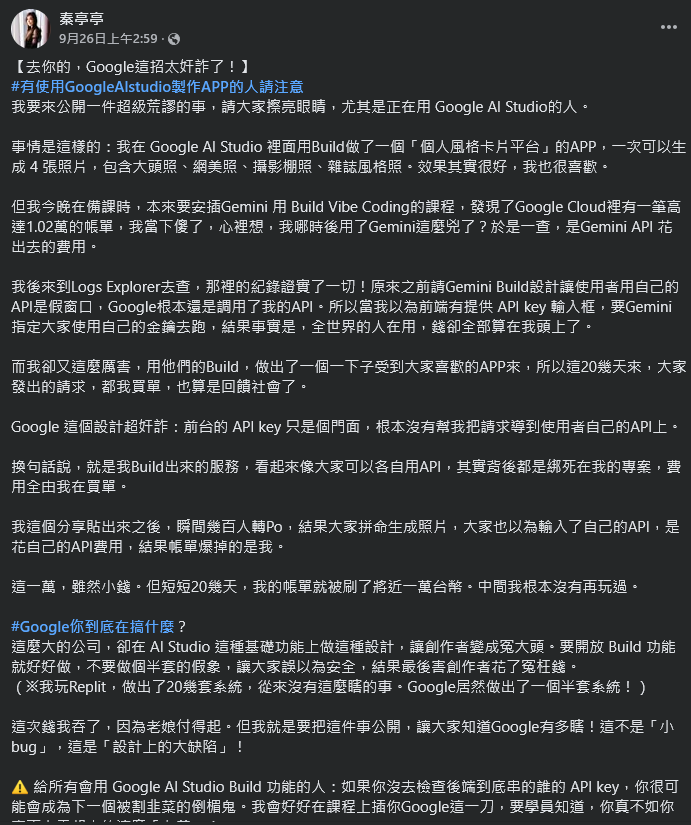 秦亭亭
9月26日上午2:59 ·
【去你的，Google這招太奸詐了！】
#有使用GoogleAIstudio製作APP的人請注意
我要來公開一件超級荒謬的事，請大家擦亮眼睛，尤其是正在用 Google AI Studio的人。
事情是這樣的：我在 Google AI Studio 裡面用Build做了一個「個人風格卡片平台」的APP，一次可以生
成 4 張照片，包含大頭照、網美照、攝影棚照、雜誌風格照。效果其實很好，我也很喜歡。
但我今晚在備課時，本來要安插Gemini 用 Build Vibe Coding的課程，發現了Google Cloud裡有一筆高
達1.02萬的帳單，我當下傻了，心裡想，我哪時後用了Gemini這麼兇了？於是一查，是Gemini API 花
出去的費用。
我後來到Logs Explorer去查，那裡的紀錄證實了一切！原來之前請Gemini Build設計讓使用者用自己的
API是假窗口，Google根本還是調用了我的API。所以當我以為前端有提供 API key 輸入框，要Gemini
指定大家使用自己的金鑰去跑，結果事實是，全世界的人在用，錢卻全部算在我頭上了。
而我卻又這麼厲害，用他們的Build，做出了一個一下子受到大家喜歡的APP來，所以這20幾天來，大家
發出的請求，都我買單，也算是回饋社會了。
Google 這個設計超奸詐：前台的 API key 只是個門面，根本沒有幫我把請求導到使用者自己的API上。
換句話說，就是我Build出來的服務，看起來像大家可以各自用API，其實背後都是綁死在我的專案，費
用全由我在買單。
我這個分享貼出來之後，瞬間幾百人轉Po，結果大家拼命生成照片，大家也以為輸入了自己的API，是
花自己的API費用，結果帳單爆掉的是我。
這一萬，雖然小錢。但短短20幾天，我的帳單就被刷了將近一萬台幣。中間我根本沒有再玩過。
#Google你到底在搞什麼？
這麼大的公司，卻在 AI Studio 這種基礎功能上做這種設計，讓創作者變成冤大頭。要開放 Build 功能
就好好做，不要做個半套的假象，讓大家誤以為安全，結果最後害創作者花了冤枉錢。
（※我玩Replit，做出了20幾套系統，從來沒有這麼瞎的事。Google居然做出了一個半套系統！）
這次錢我吞了，因為老娘付得起。但我就是要把這件事公開，讓大家知道Google有多瞎！這不是「小
bug」，這是「設計上的大缺陷」！
⚠️ 給所有會用 Google AI Studio Build 功能的人：如果你沒去檢查後端到底串的誰的 API key，你很可
能會成為下一個被割韭菜的倒楣鬼。我會好好在課程上插你Google這一刀，要學員知道，你真不如你